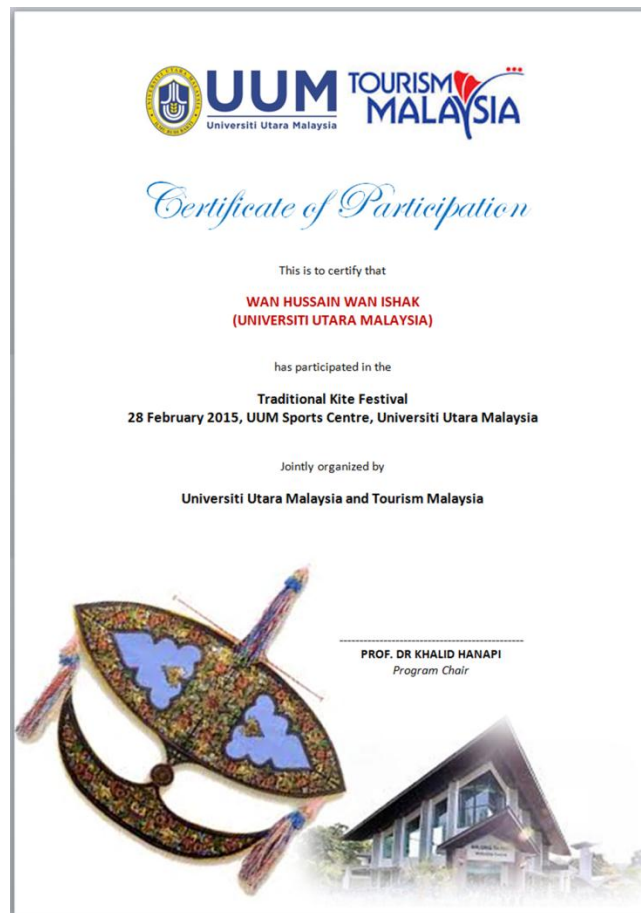 UUM
Universiti Utara Malaysia
TOURISM
MALAYSIA
Certificate of Participation
This is to certify that
WAN HUSSAIN WAN ISHAK
(UNIVERSITI UTARA MALAYSIA)
has participated in the
Traditional Kite Festival
28 February 2015, UUM Sports Centre, Universiti Utara Malaysia
Jointly organized by
Universiti Utara Malaysia and Tourism Malaysia
PROF. DR KHALID HANAPI
Program Chair